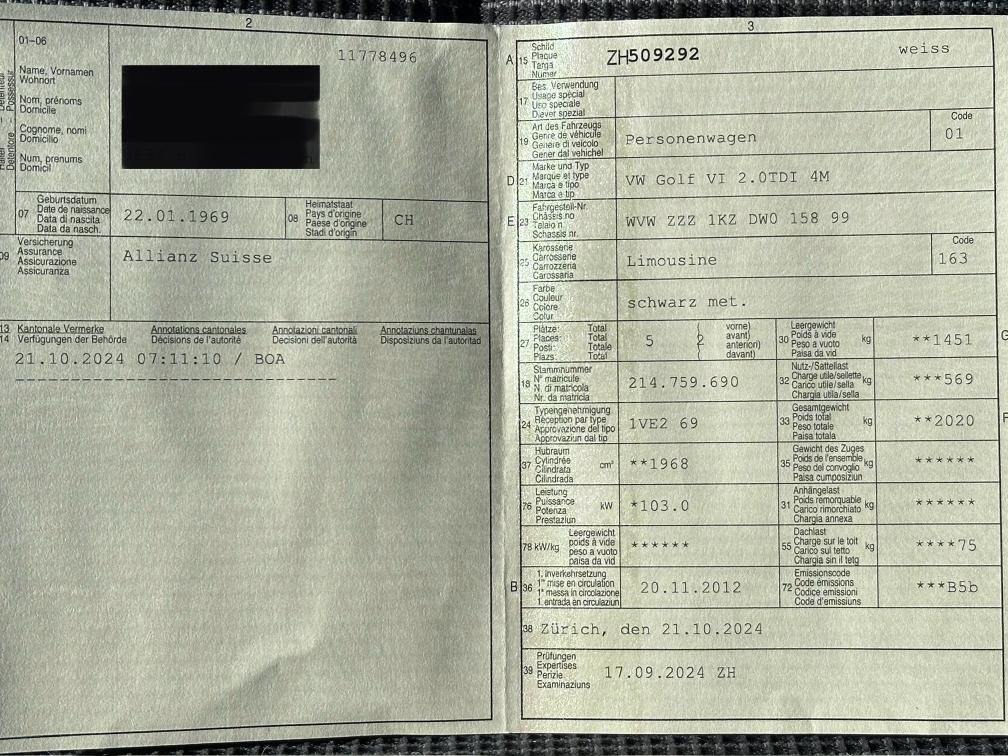 2
01-06
11778496
Name, Vornamen
Wohnort
Nom, prénoms
Domicile
Cognome, nomi
Domicilio
Num, prenums
Domicil
07
Geburtsdatum
Date de naissance
Data di nascita
Data da nasch.
22.01.1969
08
Heimatstaat
Pays d'origine
Paese d'origine
Stadi d'origin
CH
09
Versicherung
Assurance
Assicurazione
Assicuranza
Allianz Suisse
13
14
Kantonale Vermerke
Verfügungen der Behörde
Annotations cantonales
Décisions de l'autorité
Annotazioni cantonali
Decisioni dell'autorità
Annotaziuns chantunalas
Disposiziuns da l'autoritad
21.10.2024 07:11:10 / BOA
3
A
15
Schild
Plaque
Targa
Numer
ZH509292
weiss
17
Bes. Verwendung
Usage spécial
Uso speciale
Diever spezial
19
Art des Fahrzeugs
Genre de véhicule
Genere di veicolo
Gener dal vehichel
Personenwagen
Code
01
D
21
Marke und Typ
Marque et type
Marca e tipo
Marca e tip
VW Golf VI 2.0TDI 4M
E
23
Fahrgestell-Nr.
Châssis no
Telaio n.
Schassis nr.
WVW ZZZ 1KZ DW0 158 99
25
Karosserie
Carrosserie
Carrozzeria
Carossaria
Limousine
Code
163
26
Farbe
Couleur
Colore
Colur
schwarz met.
27
Plätze: Total
Places: Total
Posti: Totale
Plazs: Total
5
2
vorne)
avant)
anteriori)
davant)
30
Leergewicht
Poids à vide
Peso a vuoto
Paisa da vid
kg
**1451
G
18
Stammnummer
N° matricule
N. di matricola
Nr. da matricla
214.759.690
32
Nutz-/Sattellast
Charge utile/sellette
Carico utile/sella
Chargia utila/sella
kg
***569
24
Typengenehmigung
Réception par type
Approvazione del tipo
Approvaziun dal tip
1VE2 69
33
Gesamtgewicht
Poids total
Peso totale
Paisa totala
kg
**2020
F
37
Hubraum
Cylindrée
Cilindrata
Cilindrada
cm³
**1968
35
Gewicht des Zuges
Poids de l'ensemble
Peso del convoglio
Paisa cumposiziun
kg
******
76
Leistung
Puissance
Potenza
Prestaziun
kW
*103.0
31
Anhängelast
Poids remorquable
Carico rimorchiato
Chargia annexa
kg
******
78 kW/kg
Leergewicht
poids à vide
peso a vuoto
paisa da vid
******
55
Dachlast
Charge sur le toit
Carico sul tetto
Chargia sin il tetg
kg
****75
B
36
1. Inverkehrsetzung
1re mise en circulation
1a messa in circolazione
1. entrada en circulaziun
20.11.2012
72
Emissionscode
Code émissions
Codice emissioni
Code d'emissiuns
***B5b
38 Zürich, den 21.10.2024
39
Prüfungen
Expertises
Perizie
Examinaziuns
17.09.2024 ZH